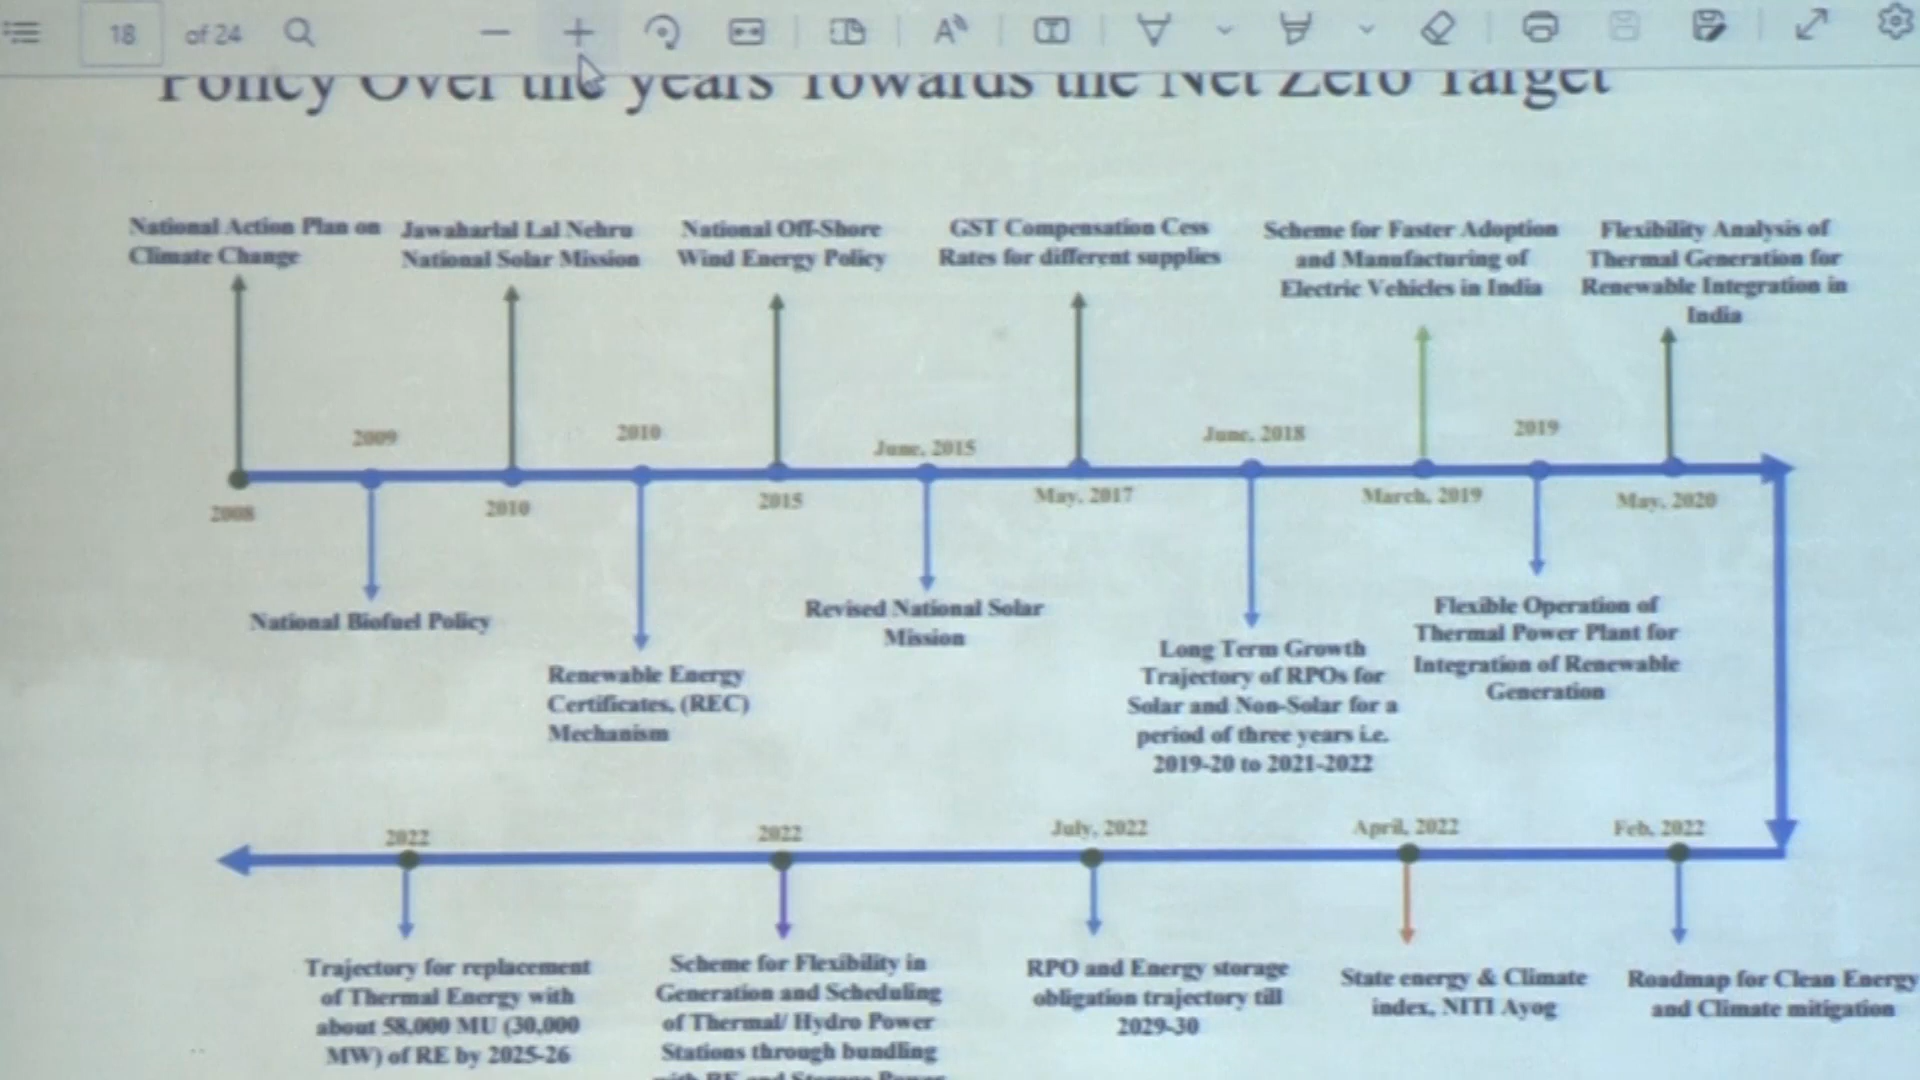 18 of 24
Policy Over the years Towards the Net Zero Target
National Action Plan on
Climate Change
Jawaharlal Lal Nehru
National Solar Mission
National Off-Shore
Wind Energy Policy
GST Compensation Cess
Rates for different supplies
Scheme for Faster Adoption
and Manufacturing of
Electric Vehicles in India
Flexibility Analysis of
Thermal Generation for
Renewable Integration in
India
2009
2010
June, 2015
June, 2018
2019
2008
2010
2015
May, 2017
March, 2019
May, 2020
National Biofuel Policy
Renewable Energy
Certificates, (REC)
Mechanism
Revised National Solar
Mission
Long Term Growth
Trajectory of RPOs for
Solar and Non-Solar for a
period of three years i.e.
2019-20 to 2021-2022
Flexible Operation of
Thermal Power Plant for
Integration of Renewable
Generation
2022
2022
July, 2022
April, 2022
Feb, 2022
Trajectory for replacement
of Thermal Energy with
about 58,000 MU (30,000
MW) of RE by 2025-26
Scheme for Flexibility in
Generation and Scheduling
of Thermal/ Hydro Power
Stations through bundling
with RE and Storage Power
RPO and Energy storage
obligation trajectory till
2029-30
State energy & Climate
index, NITI Ayog
Roadmap for Clean Energy
and Climate mitigation